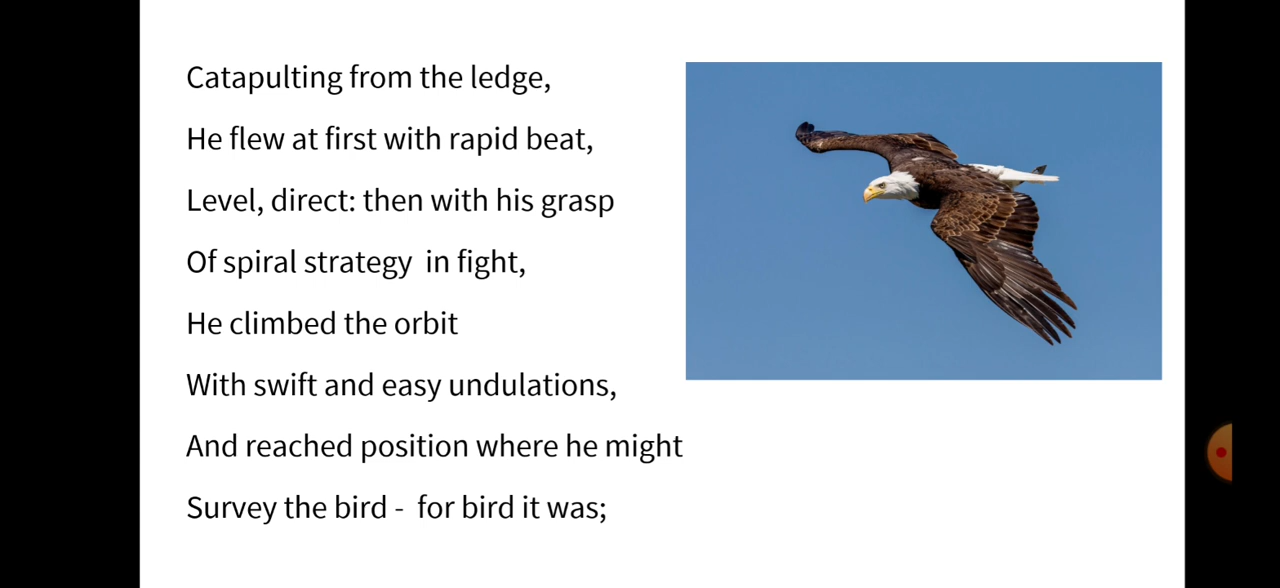 Catapulting from the ledge,
He flew at first with rapid beat,
Level, direct: then with his grasp
Of spiral strategy  in fight,
He climbed the orbit
With swift and easy undulations,
And reached position where he might
Survey the bird -  for bird it was;